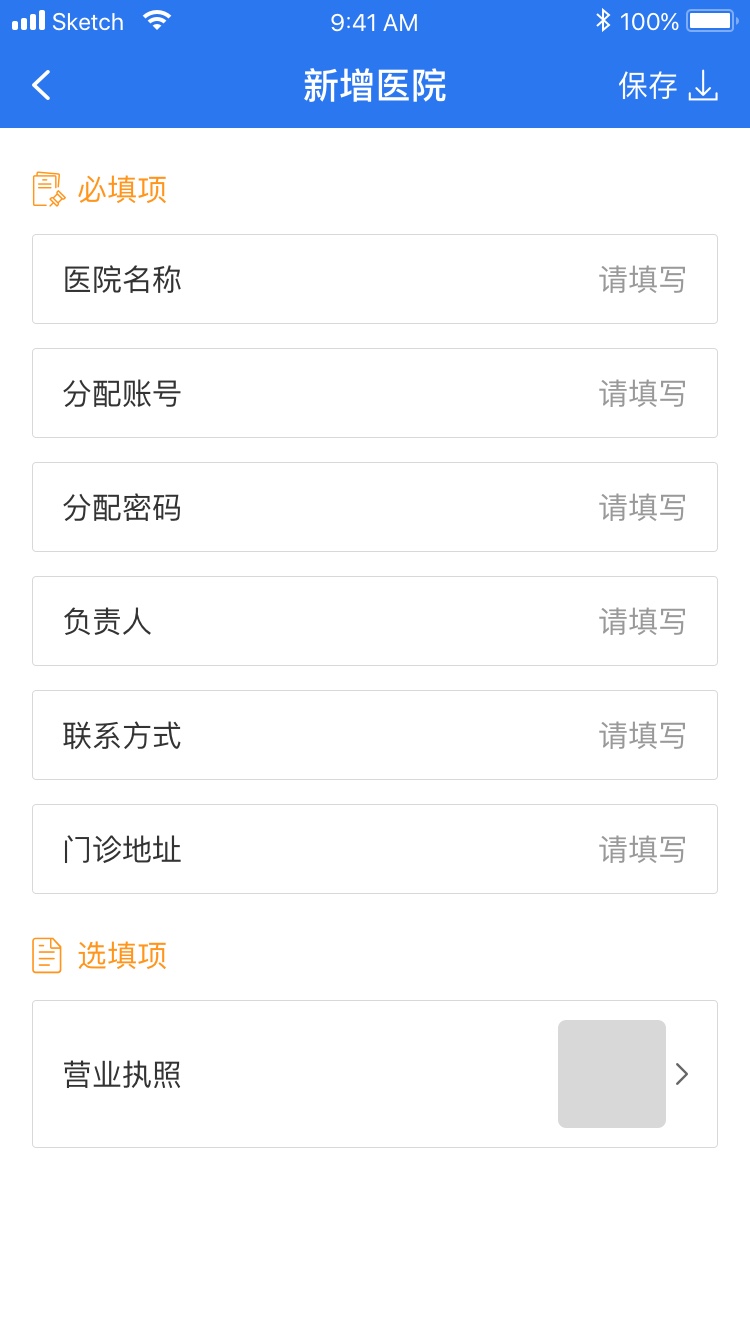 Sketch 9:41 AM 100%
新增医院 保存
必填项
医院名称 请填写
分配账号 请填写
分配密码 请填写
负责人 请填写
联系方式 请填写
门诊地址 请填写
选填项
营业执照